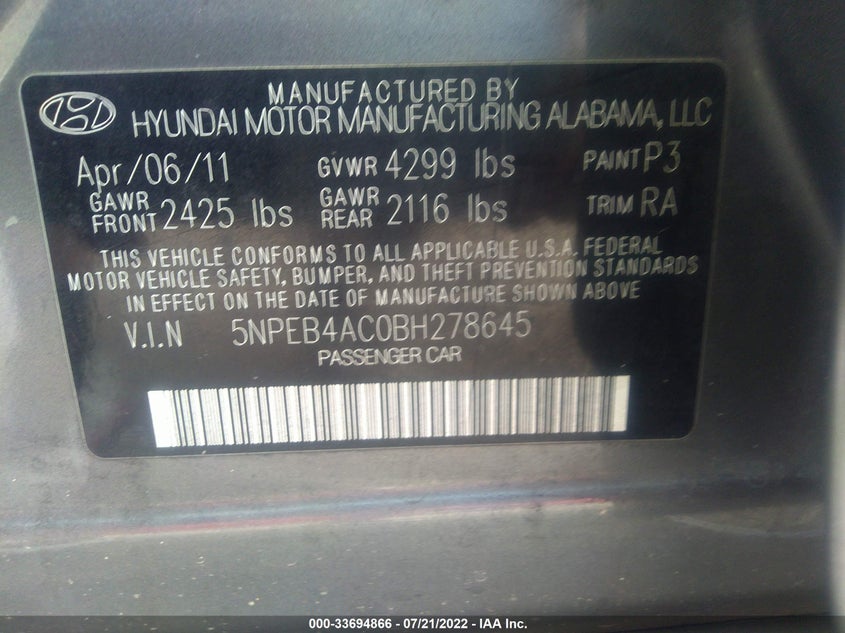 MANUFACTURED BY
HYUNDAI MOTOR MANUFACTURING ALABAMA, LLC
Apr/06/11 GVWR 4299 lbs PAINT P3
GAWR FRONT 2425 lbs GAWR REAR 2116 lbs TRIM RA
THIS VEHICLE CONFORMS TO ALL APPLICABLE U.S.A. FEDERAL
MOTOR VEHICLE SAFETY, BUMPER, AND THEFT PREVENTION STANDARDS
IN EFFECT ON THE DATE OF MANUFACTURE SHOWN ABOVE
V.I.N 5NPEB4AC0BH278645
PASSENGER CAR
000-33694866 - 07/21/2022 - IAA Inc.